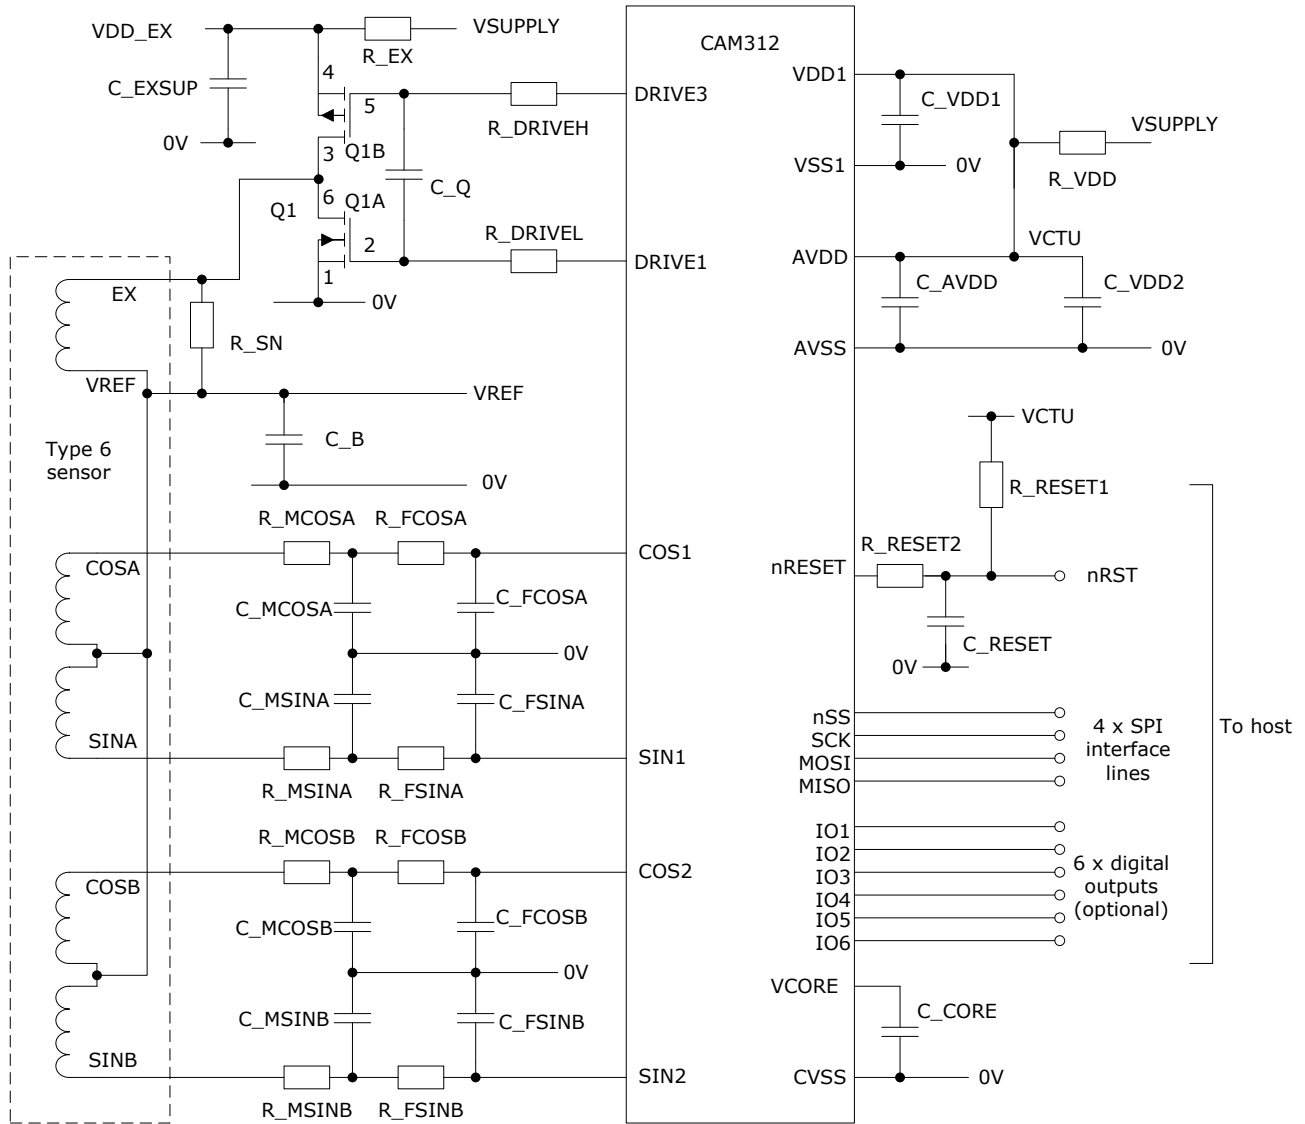 VDD_EX
VSUPPLY
R_EX
CAM312
C_EXSUP
0V
4
5
3
Q1B
R_DRIVEH
DRIVE3
C_Q
Q1
6
Q1A
2
1
0V
R_DRIVEL
DRIVE1
VDD1
C_VDD1
VSS1
0V
VSUPPLY
R_VDD
VCTU
AVDD
C_AVDD
C_VDD2
AVSS
0V
EX
R_SN
VREF
VREF
C_B
0V
Type 6
sensor
VCTU
R_RESET1
R_RESET2
nRESET
nRST
C_RESET
0V
R_MCOSA
R_FCOSA
COSA
COS1
C_MCOSA
C_FCOSA
0V
C_MSINA
C_FSINA
SINA
SIN1
R_MSINA
R_FSINA
nSS
SCK
MOSI
MISO
4 x SPI
interface
lines
To host
IO1
IO2
IO3
IO4
IO5
IO6
6 x digital
outputs
(optional)
R_MCOSB
R_FCOSB
COSB
COS2
C_MCOSB
C_FCOSB
0V
C_MSINB
C_FSINB
SINB
SIN2
R_MSINB
R_FSINB
VCORE
C_CORE
CVSS
0V